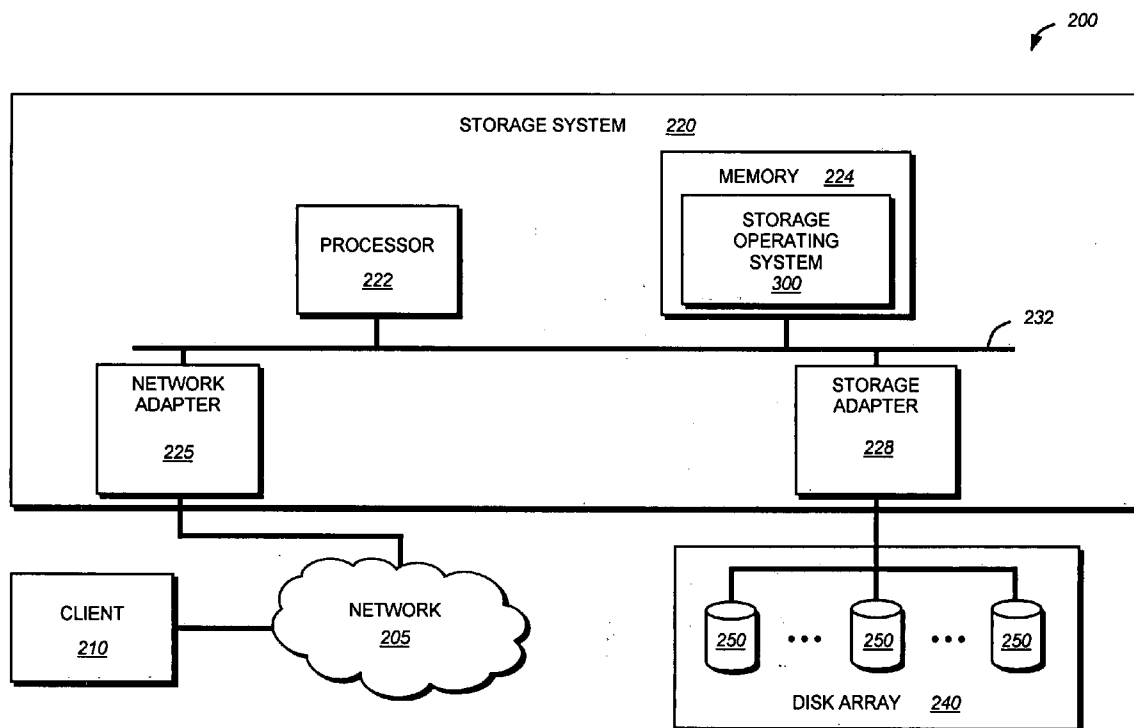 200
STORAGE SYSTEM 220
MEMORY 224
STORAGE
OPERATING
SYSTEM
300
PROCESSOR
222
232
NETWORK
ADAPTER
225
STORAGE
ADAPTER
228
CLIENT
210
NETWORK
205
250 ••• 250 ••• 250
DISK ARRAY 240